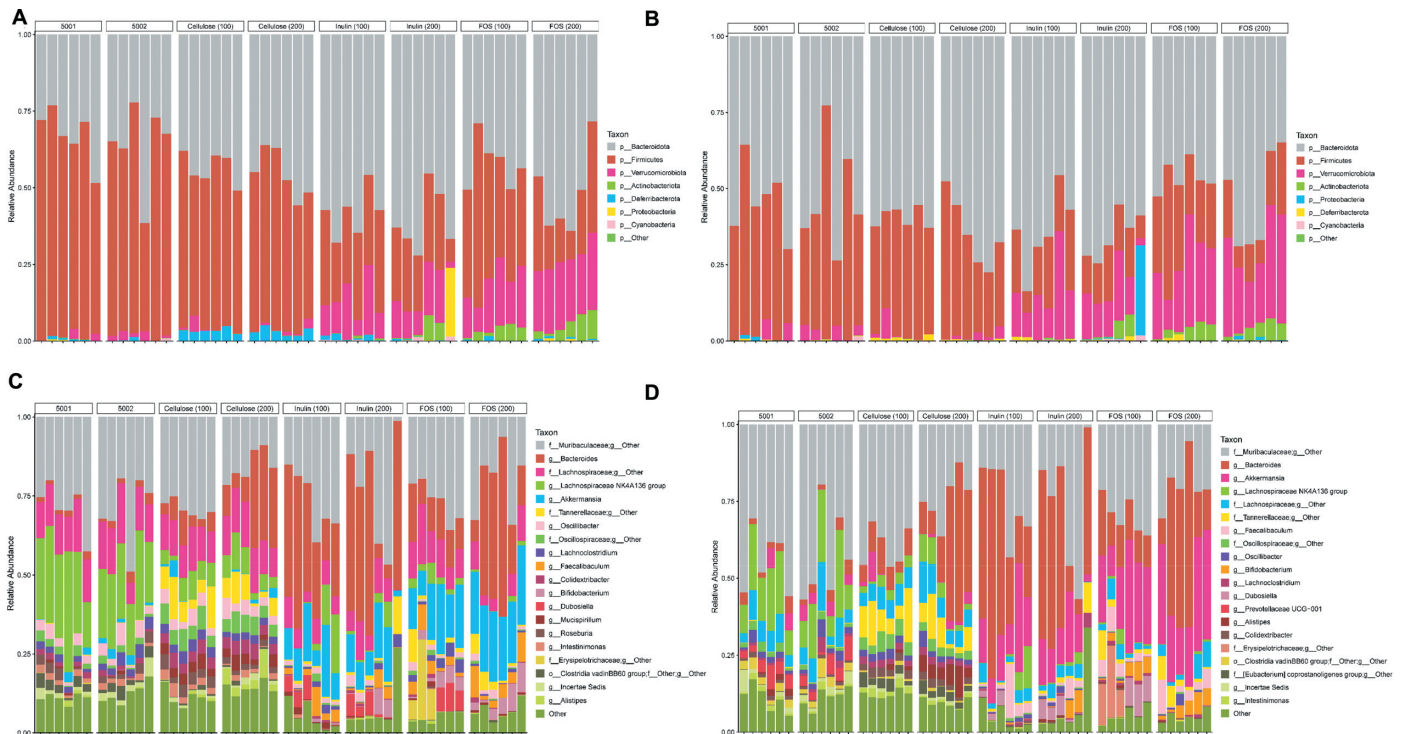 A
5001 5002 Cellulose (100) Cellulose (200) Inulin (100) Inulin (200) FOS (100) FOS (200)
1.00
0.75
0.50
0.25
0.00
Relative Abundance
Taxon
p__Bacteroidota
p__Firmicutes
p__Verrucomicrobiota
p__Actinobacteriota
p__Deferribacterota
p__Proteobacteria
p__Cyanobacteria
p__Other
B
5001 5002 Cellulose (100) Cellulose (200) Inulin (100) Inulin (200) FOS (100) FOS (200)
1.00
0.75
0.50
0.25
0.00
Relative Abundance
Taxon
p__Bacteroidota
p__Firmicutes
p__Verrucomicrobiota
p__Actinobacteriota
p__Proteobacteria
p__Deferribacterota
p__Cyanobacteria
p__Other
C
5001 5002 Cellulose (100) Cellulose (200) Inulin (100) Inulin (200) FOS (100) FOS (200)
1.00
0.75
0.50
0.25
0.00
Relative Abundance
Taxon
f__Muribaculaceae;g__Other
g__Bacteroides
f__Lachnospiraceae;g__Other
g__Lachnospiraceae NK4A136 group
g__Akkermansia
f__Tannerellaceae;g__Other
g__Oscillibacter
f__Oscillospiraceae;g__Other
g__Lachnoclostridium
g__Faecalibaculum
g__Colidextribacter
g__Bifidobacterium
g__Dubosiella
g__Mucispirillum
g__Roseburia
g__Intestinimonas
f__Erysipelotrichaceae;g__Other
o__Clostridia vadinBB60 group;f__Other;g__Other
g__Incertae Sedis
g__Alistipes
Other
D
5001 5002 Cellulose (100) Cellulose (200) Inulin (100) Inulin (200) FOS (100) FOS (200)
1.00
0.75
0.50
0.25
0.00
Relative Abundance
Taxon
f__Muribaculaceae;g__Other
g__Bacteroides
g__Akkermansia
g__Lachnospiraceae NK4A136 group
f__Lachnospiraceae;g__Other
f__Tannerellaceae;g__Other
g__Faecalibaculum
f__Oscillospiraceae;g__Other
g__Oscillibacter
g__Bifidobacterium
g__Lachnoclostridium
g__Dubosiella
g__Prevotellaceae UCG-001
g__Alistipes
g__Colidextribacter
f__Erysipelotrichaceae;g__Other
o__Clostridia vadinBB60 group;f__Other;g__Other
f__[Eubacterium] coprostanoligenes group;g__Other
g__Incertae Sedis
g__Intestinimonas
Other